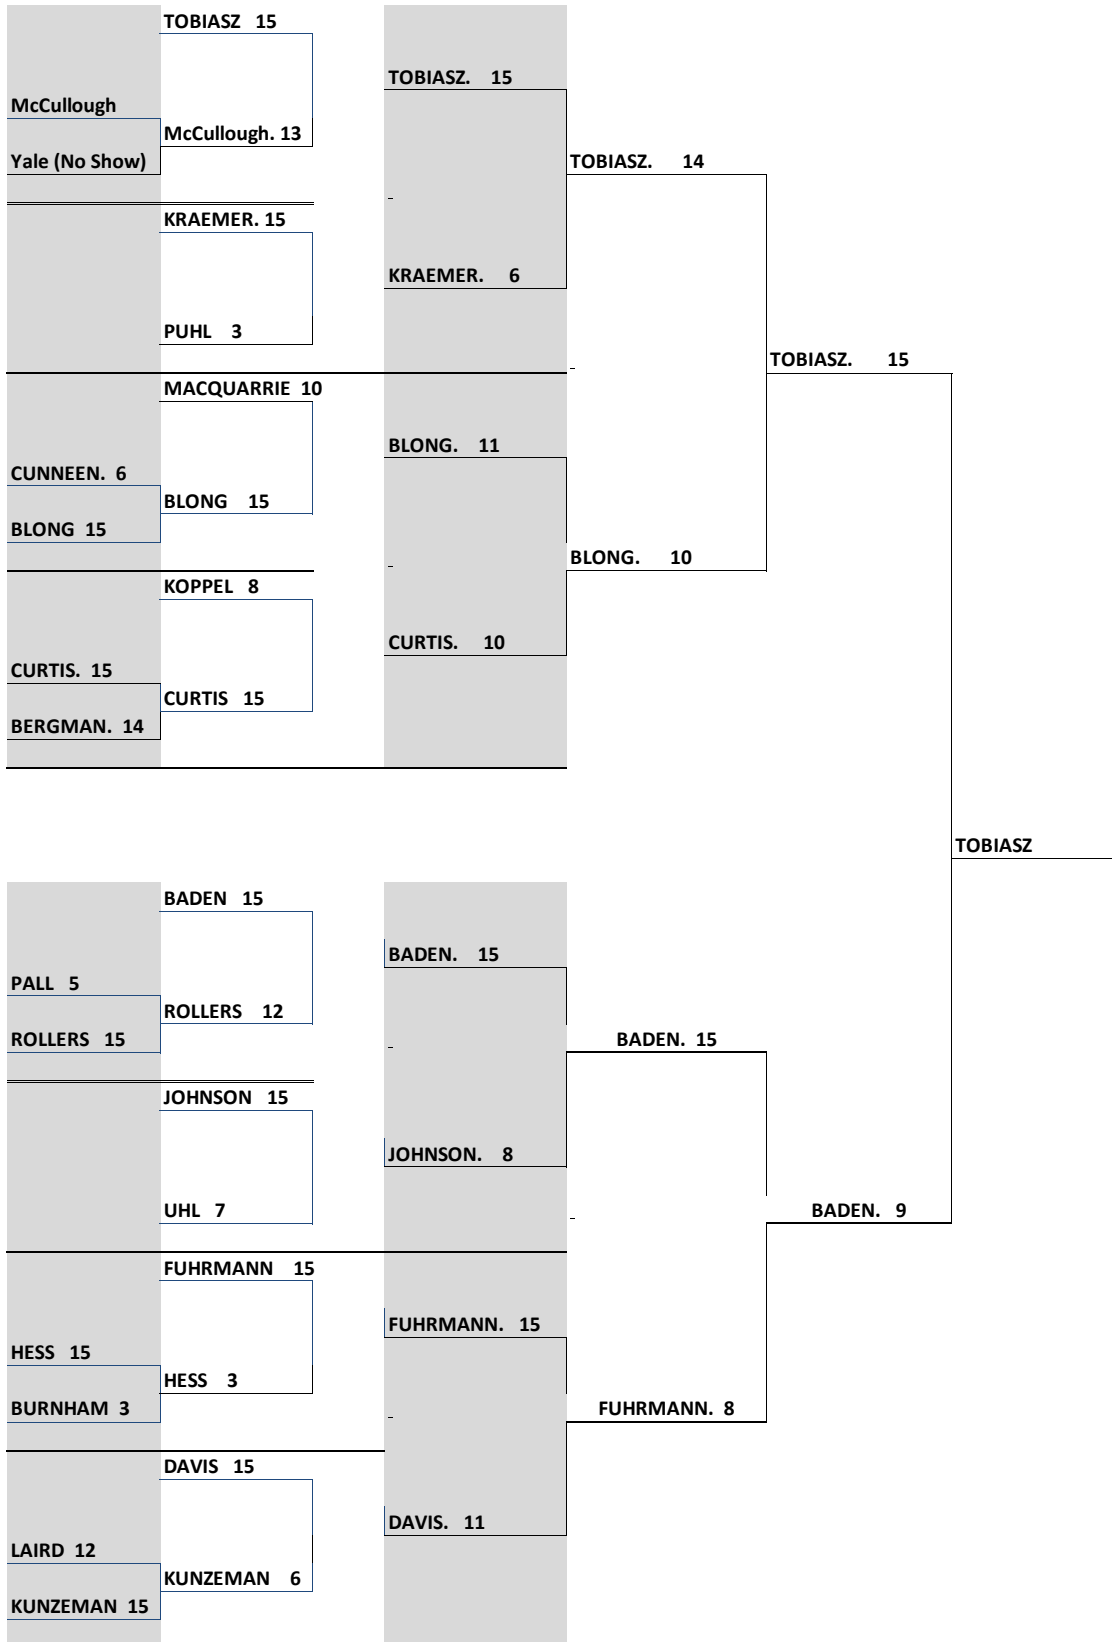 TOBIASZ 15
TOBIASZ. 15
McCullough
McCullough. 13
Yale (No Show)
TOBIASZ. 14
KRAEMER. 15
KRAEMER. 6
PUHL 3
TOBIASZ. 15
MACQUARRIE 10
BLONG. 11
CUNNEEN. 6
BLONG 15
BLONG 15
BLONG. 10
KOPPEL 8
CURTIS. 10
CURTIS. 15
CURTIS 15
BERGMAN. 14
TOBIASZ
BADEN 15
BADEN. 15
PALL 5
ROLLERS 12
ROLLERS 15
BADEN. 15
JOHNSON 15
JOHNSON. 8
UHL 7
BADEN. 9
FUHRMANN 15
FUHRMANN. 15
HESS 15
HESS 3
BURNHAM 3
FUHRMANN. 8
DAVIS 15
DAVIS. 11
LAIRD 12
KUNZEMAN 6
KUNZEMAN 15